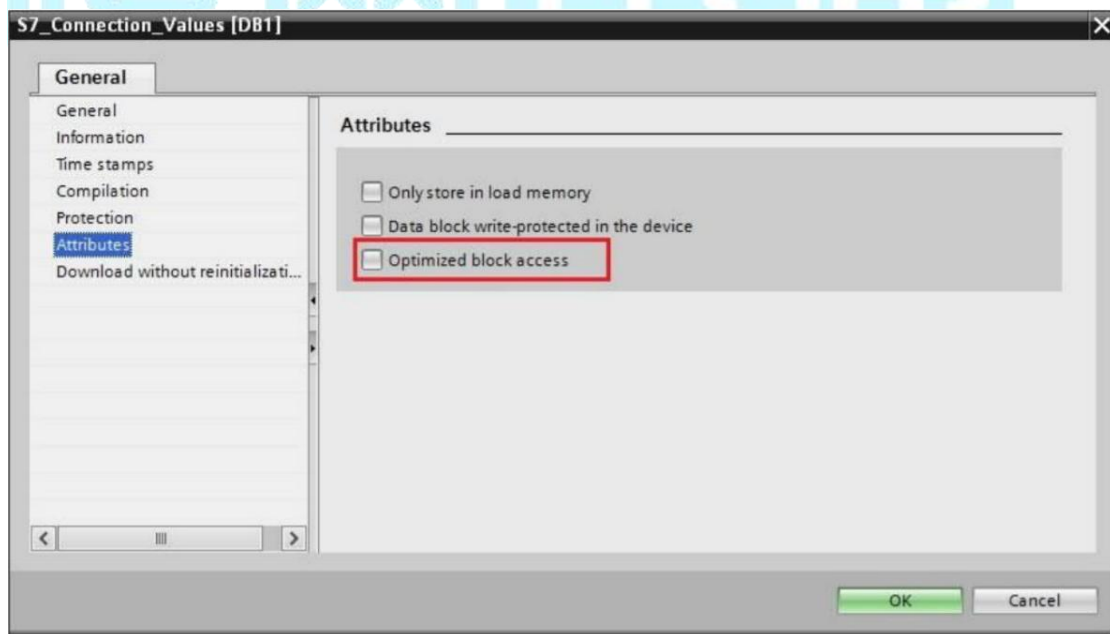 S7_Connection_Values [DB1]
General
General
Information
Time stamps
Compilation
Protection
Attributes
Download without reinitializati...
Attributes
Only store in load memory
Data block write-protected in the device
Optimized block access
OK
Cancel